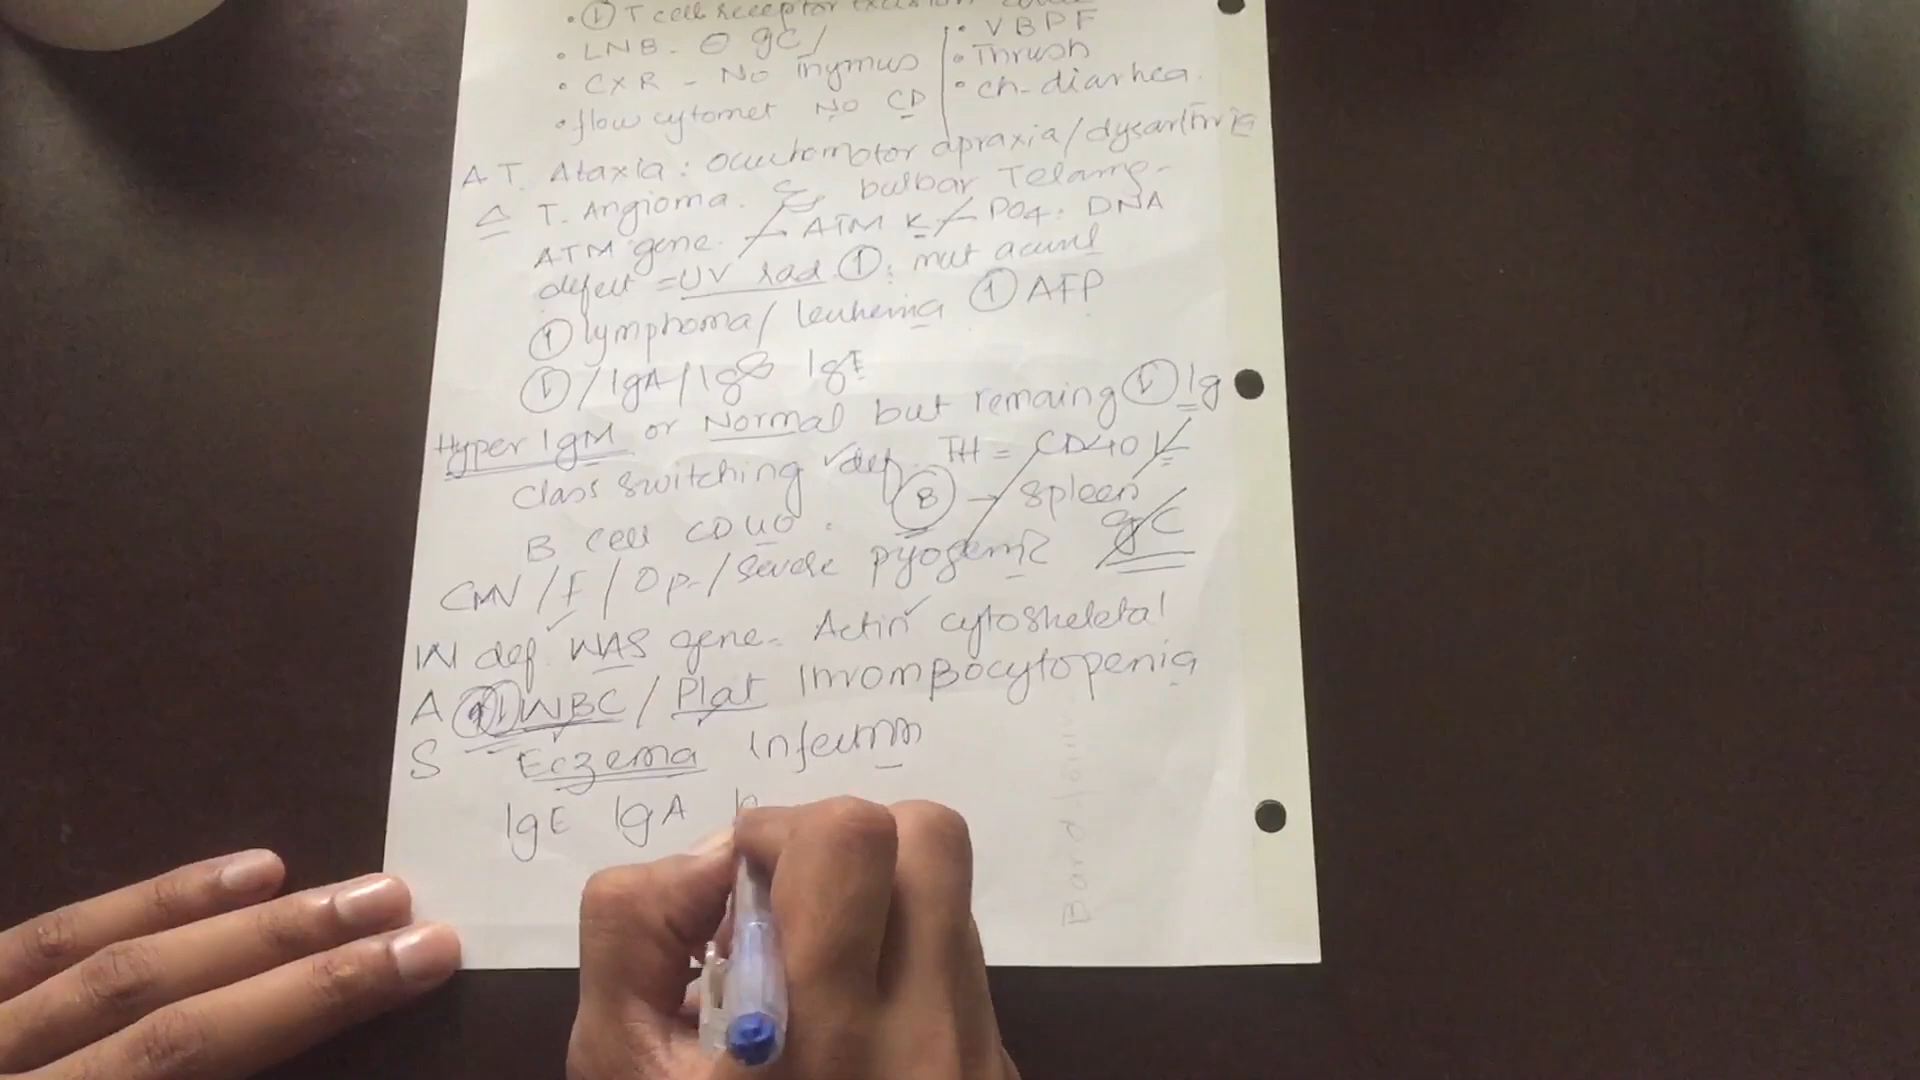 • ↓ T cell receptor excision
• LNB - ⊖ gC/
• VBPF
• CXR - No Thymus
• Thrush
• flow cytomet No CD
• ch-diarhea.
A T. Ataxia: oculomotor apraxia/dysarthria
T. Angioma. bulbar Telang-
ATM gene. ATM K PO4. DNA
defect = UV rad ↑: mut acuml
↑ lymphoma/ leukemia ↑ AFP
↓ /IgA/IgG IgE
Hyper IgM or Normal but remaing ↓ Ig
Class switching def. TH = CD40 L
B cell CD40. B → spleen
gC
CMV / F / Op-/ Severe pyogenic
W def. WAS gene- Actin cytoskeletal
A ↓ WBC / Plat Thrombocytopenia
S Eczema Infection
IgE IgA
Board